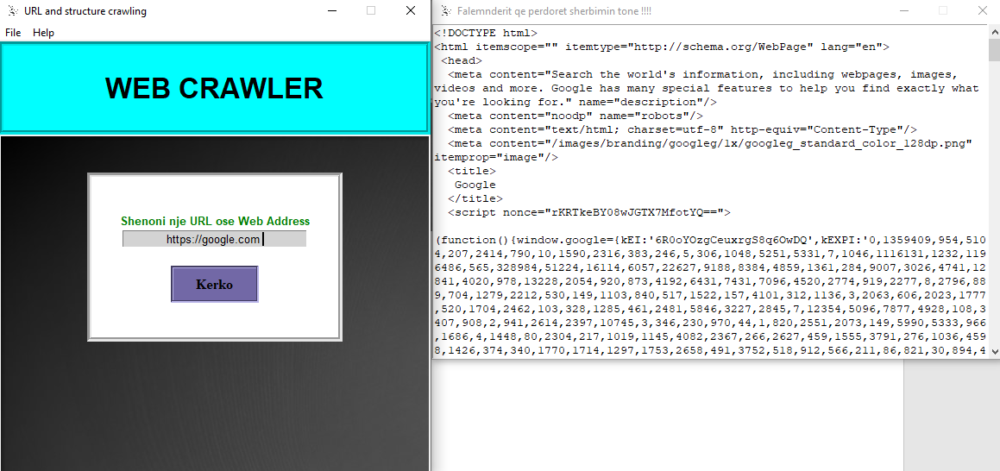 URL and structure crawling
File Help
WEB CRAWLER
Shenoni nje URL ose Web Address
https://google.com
Kerko
Falemnderit qe perdoret sherbimin tone !!!!
<!DOCTYPE html>
<html itemscope="" itemtype="http://schema.org/WebPage" lang="en">
<head>
<meta content="Search the world's information, including webpages, images,
videos and more. Google has many special features to help you find exactly what
you're looking for." name="description"/>
<meta content="noodp" name="robots"/>
<meta content="text/html; charset=utf-8" http-equiv="Content-Type"/>
<meta content="/images/branding/googleg/1x/googleg_standard_color_128dp.png"
itemprop="image"/>
<title>
Google
</title>
<script nonce="rKRTkeBY08wJGTX7MfotYQ==">
(function(){window.google={kEI:'6R0oYOzgCeuxrgS8q6OwDQ',kEXPI:'0,1359409,954,510
4,207,2414,790,10,1590,2316,383,246,5,306,1048,5251,5331,7,1046,1116131,1232,119
6486,565,328984,51224,16114,6057,22627,9188,8384,4859,1361,284,9007,3026,4741,12
841,4020,978,13228,2054,920,873,4192,6431,7431,7096,4520,2774,919,2277,8,2796,88
9,704,1279,2212,530,149,1103,840,517,1522,157,4101,312,1136,3,2063,606,2023,1777
,520,1704,2462,103,328,1285,461,2481,5846,3227,2845,7,12354,5096,7877,4928,108,3
407,908,2,941,2614,2397,10745,3,346,230,970,44,1,820,2551,2073,149,5990,5333,966
,1686,4,1448,80,2304,217,1019,1145,4082,2367,266,2627,459,1555,3791,276,1036,459
8,1426,374,340,1770,1714,1297,1753,2658,491,3752,518,912,566,211,86,821,30,894,4